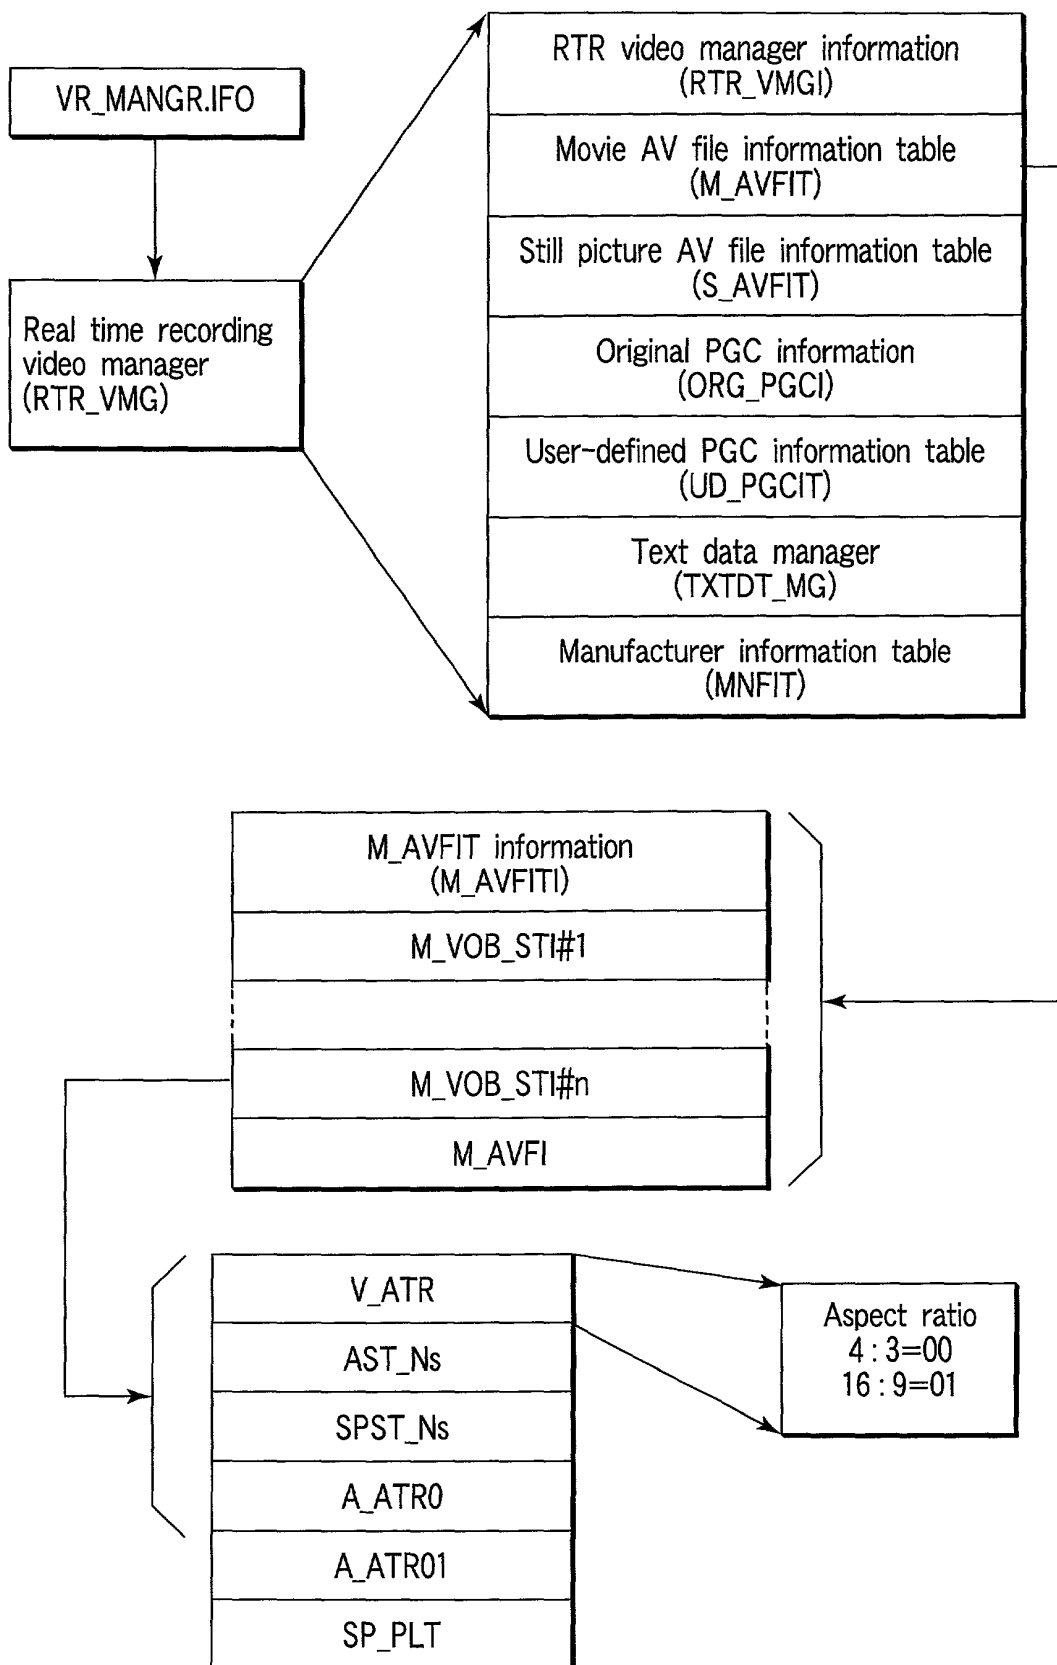 VR_MANGR.IFO
Real time recording
video manager
(RTR_VMG)
RTR video manager information
(RTR_VMGI)
Movie AV file information table
(M_AVFIT)
Still picture AV file information table
(S_AVFIT)
Original PGC information
(ORG_PGCI)
User-defined PGC information table
(UD_PGCIT)
Text data manager
(TXTDT_MG)
Manufacturer information table
(MNFIT)
M_AVFIT information
(M_AVFITI)
M_VOB_STI#1
M_VOB_STI#n
M_AVFI
V_ATR
AST_Ns
SPST_Ns
A_ATR0
A_ATR01
SP_PLT
Aspect ratio
4 : 3=00
16 : 9=01